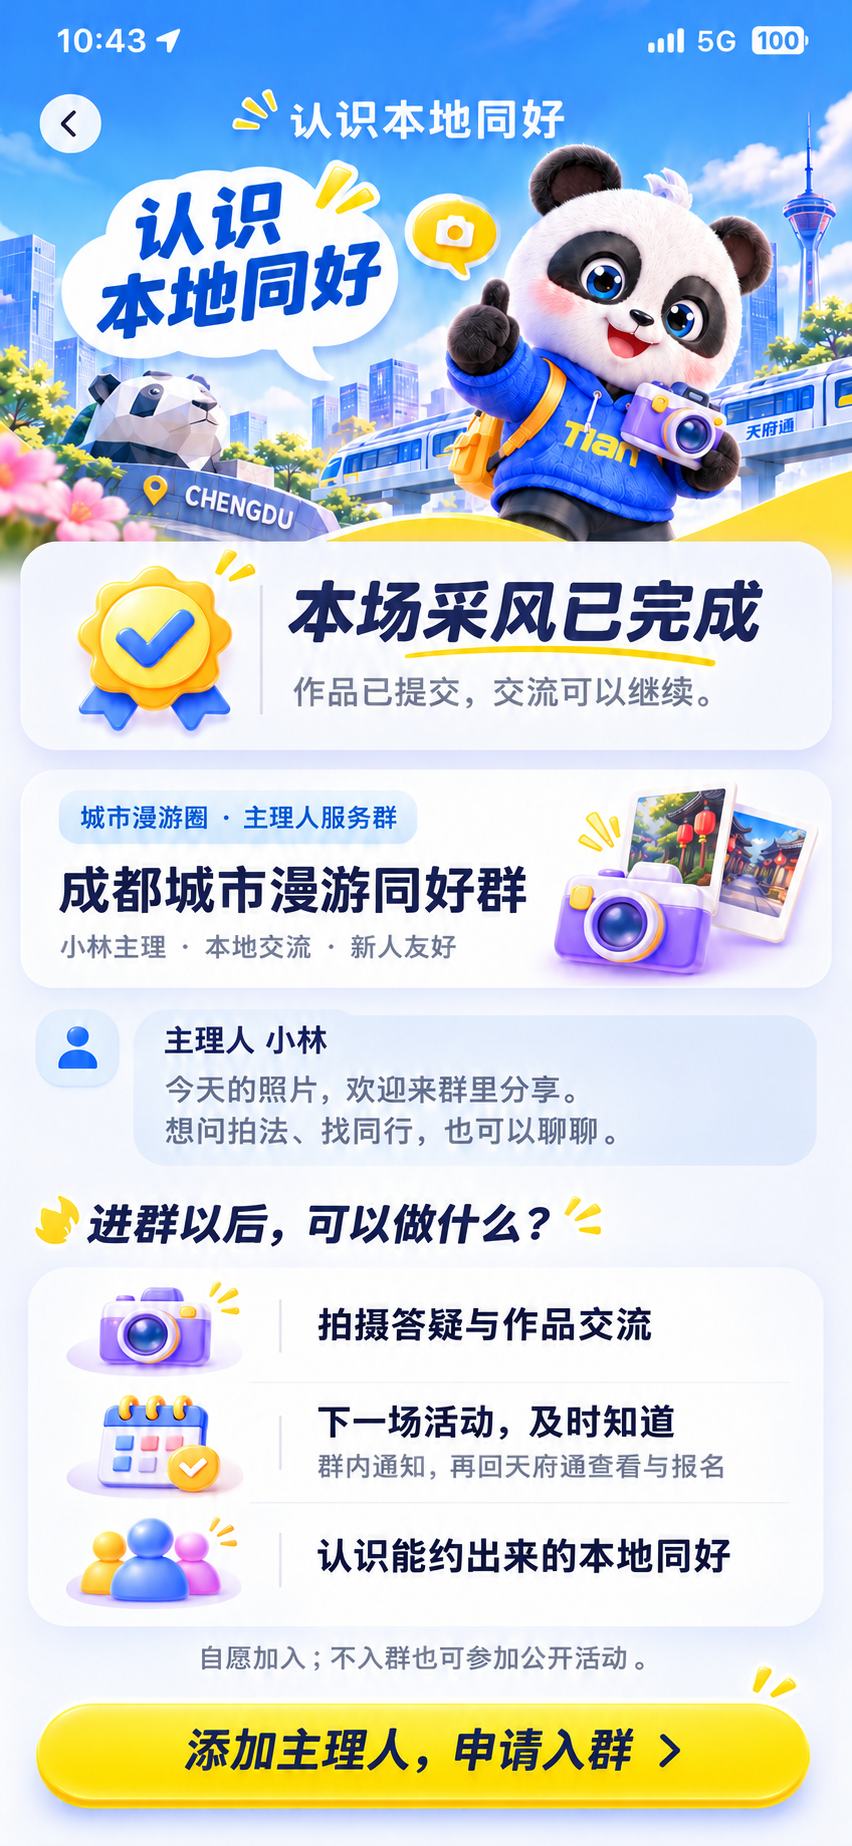 10:43
5G
100
认识本地同好
认识
本地同好
Tian
天府通
CHENGDU
本场采风已完成
作品已提交，交流可以继续。
城市漫游圈 · 主理人服务群
成都城市漫游同好群
小林主理 · 本地交流 · 新人友好
主理人 小林
今天的照片，欢迎来群里分享。
想问拍法、找同行，也可以聊聊。
进群以后，可以做什么？
拍摄答疑与作品交流
下一场活动，及时知道
群内通知，再回天府通查看与报名
认识能约出来的本地同好
自愿加入；不入群也可参加公开活动。
添加主理人，申请入群